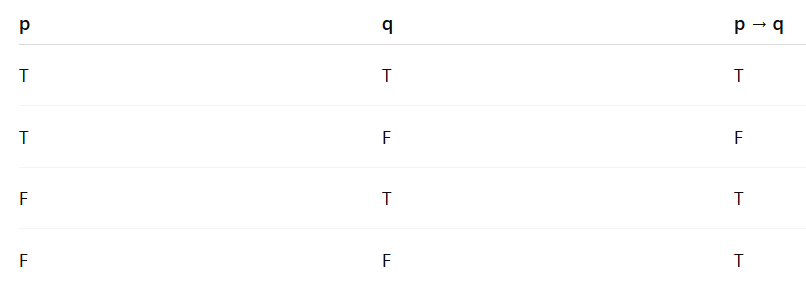 p q p → q
T T T
T F F
F T T
F F T